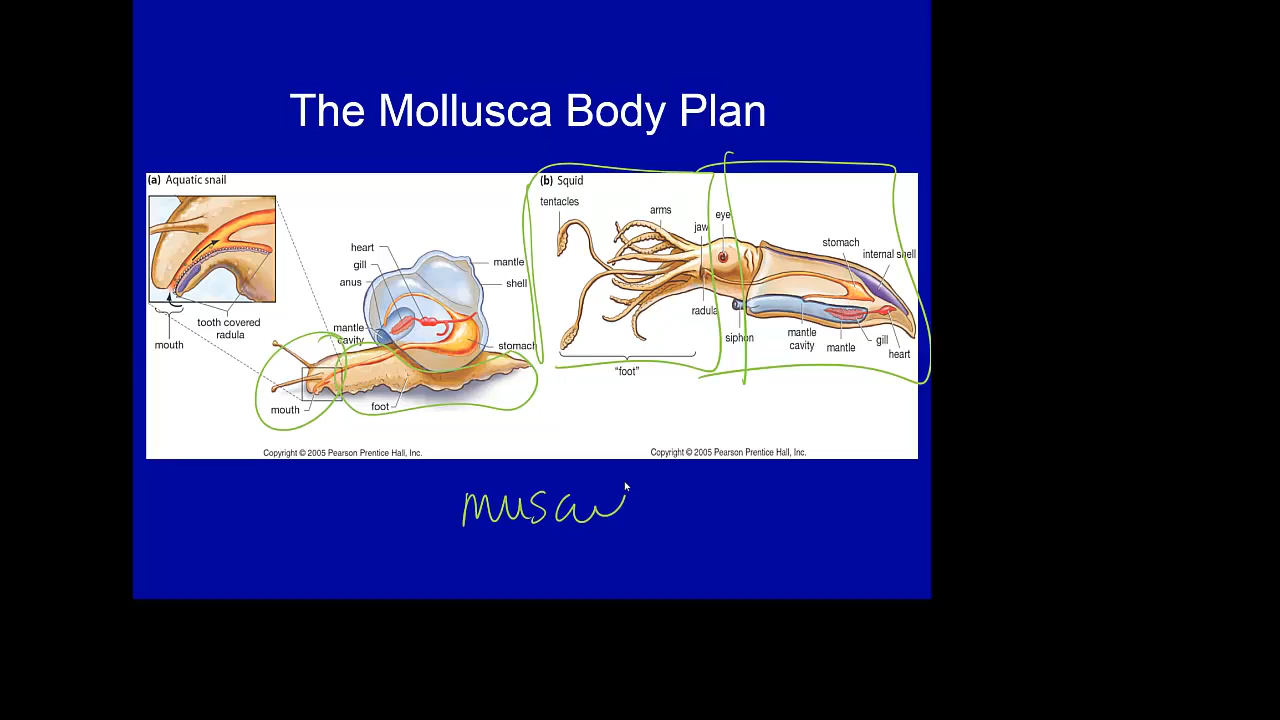 The Mollusca Body Plan
(a) Aquatic snail
tooth covered
radula
mouth
heart
gill
anus
mantle
cavity
mantle
shell
stomach
mouth
foot
Copyright © 2005 Pearson Prentice Hall, Inc.
(b) Squid
tentacles
arms
jaw
eye
stomach
internal shell
radula
siphon
mantle
cavity
mantle
gill
heart
"foot"
Copyright © 2005 Pearson Prentice Hall, Inc.